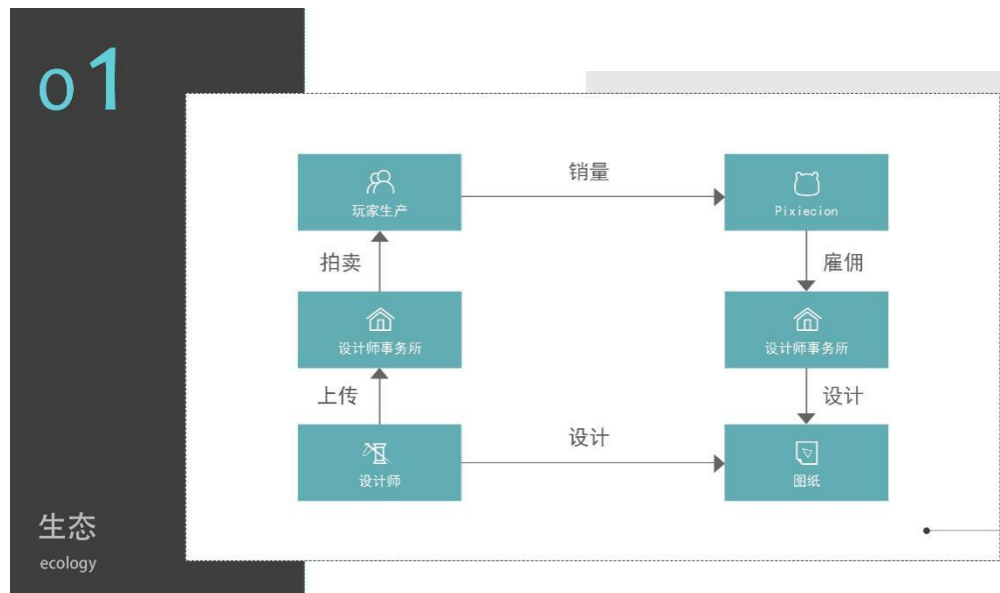 01
销量
玩家生产
Pixiecion
拍卖
雇佣
设计师事务所
设计师事务所
上传
设计
设计
设计师
图纸
生态
ecology